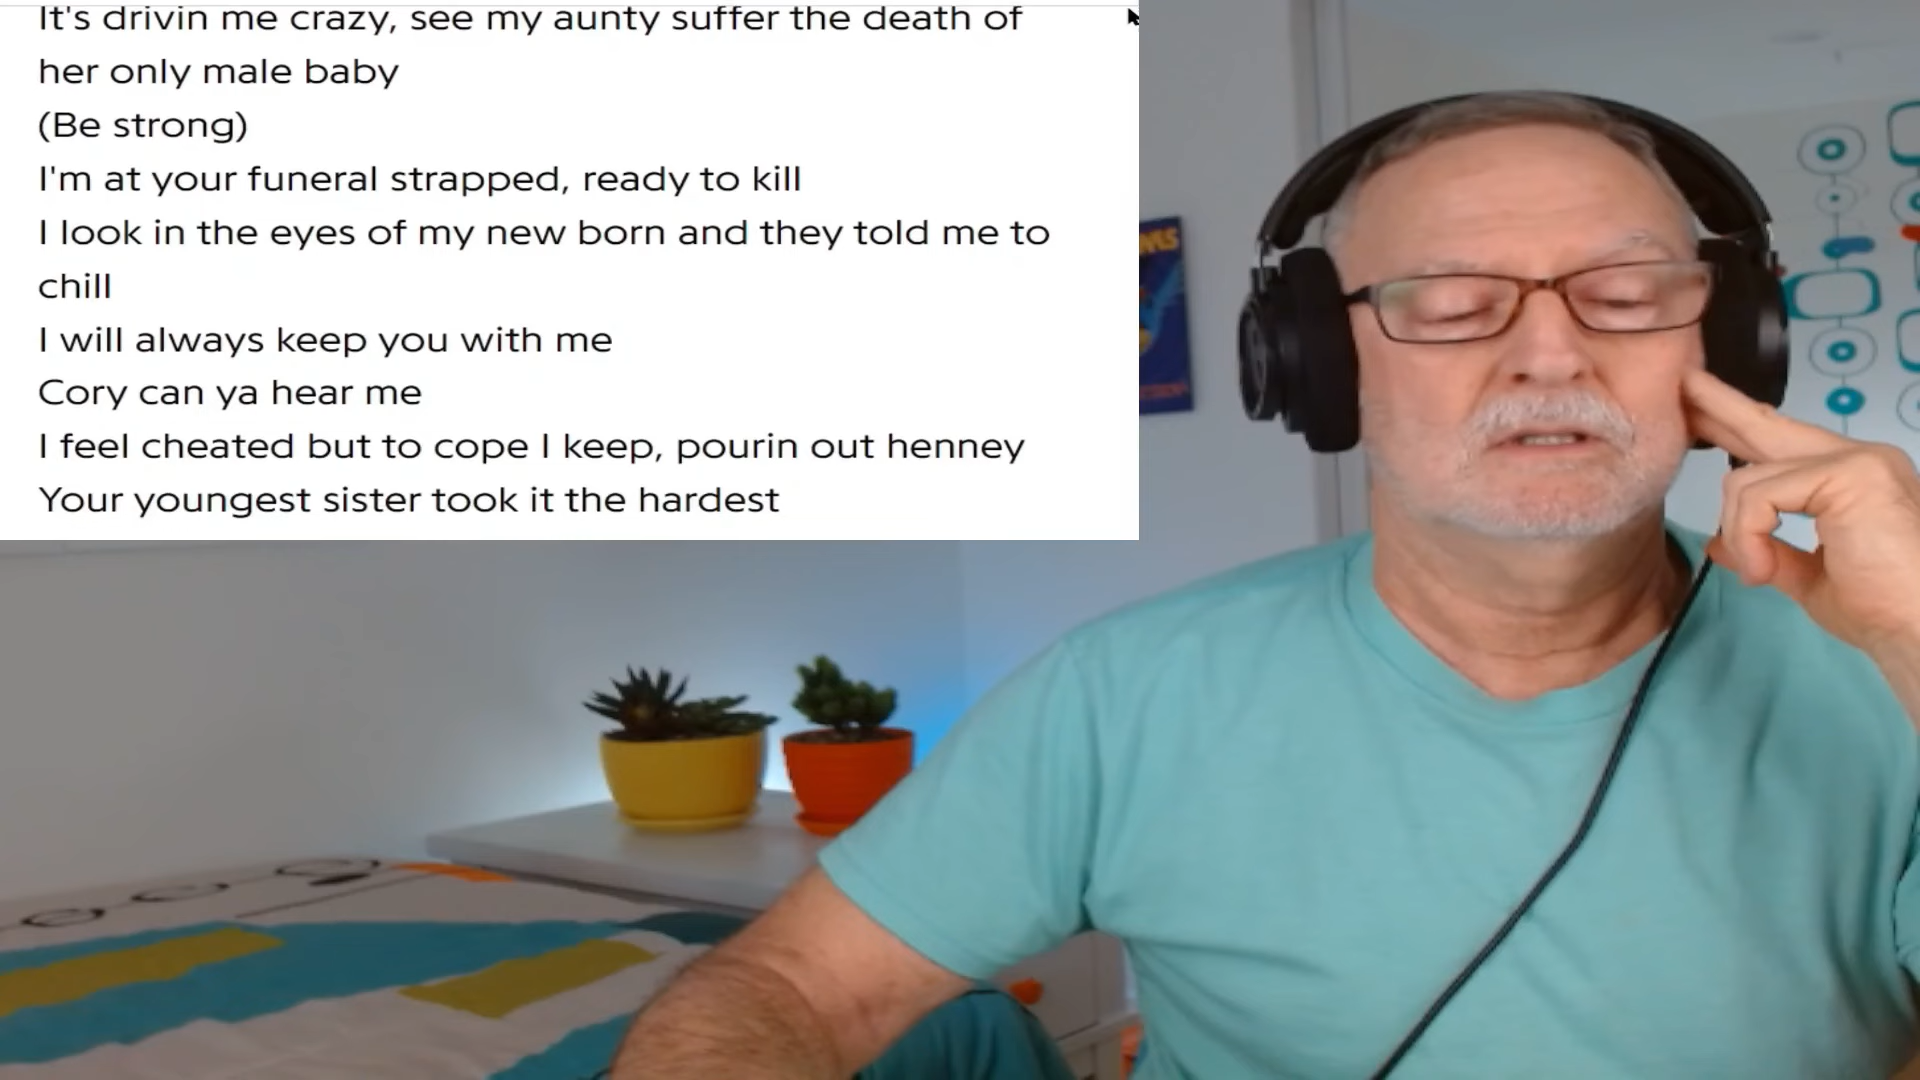 It's drivin me crazy, see my aunty suffer the death of
her only male baby
(Be strong)
I'm at your funeral strapped, ready to kill
I look in the eyes of my new born and they told me to
chill
I will always keep you with me
Cory can ya hear me
I feel cheated but to cope I keep, pourin out henney
Your youngest sister took it the hardest